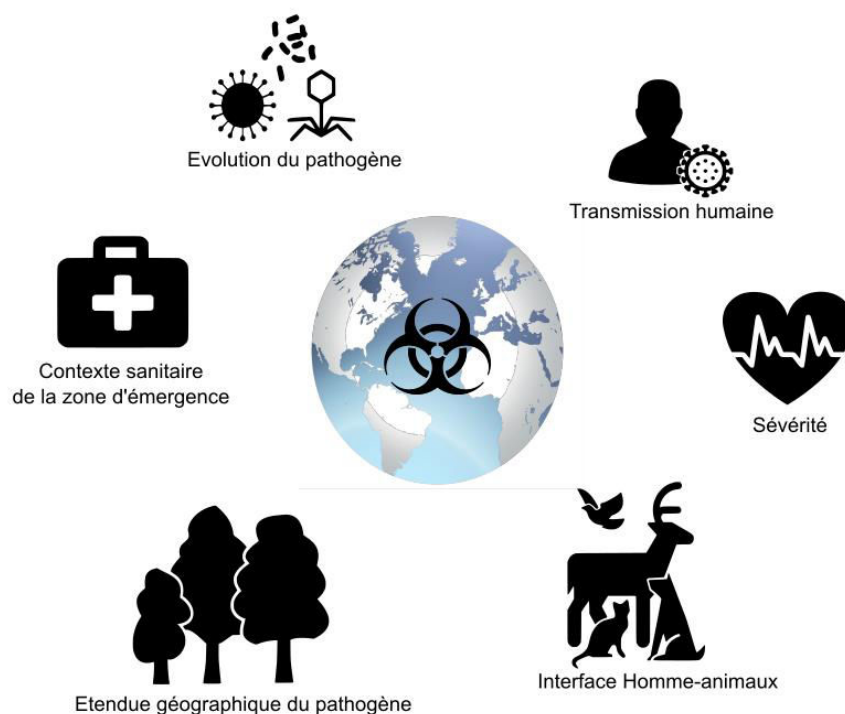 Evolution du pathogène
Transmission humaine
Contexte sanitaire
de la zone d'émergence
Sévérité
Interface Homme-animaux
Etendue géographique du pathogène